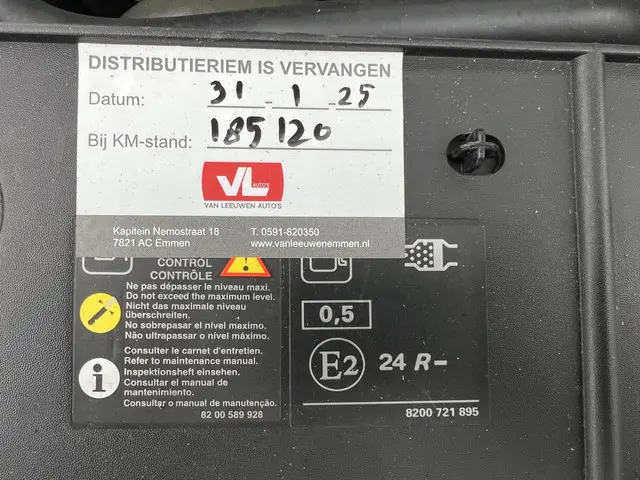 DISTRIBUTIERIEM IS VERVANGEN
Datum: 31 - 1 - 25
Bij KM-stand: 185120
VL AUTO'S
VAN LEEUWEN AUTO'S
Kapitein Nemostraat 18 T. 0591-820350
7821 AC Emmen www.vanleeuwenemmen.nl
CONTROL
CONTRÔLE
Ne pas dépasser le niveau maxi.
Do not exceed the maximum level.
Nicht das maximale niveau
überschreiten.
No sobrepasar el nivel maximo.
Não ultrapassar o nível máximo.
Consulter le carnet d'entretien.
Refer to maintenance manual.
Inspektionsheft einsehen.
Consultar el manual de
mantenimiento.
Consultar o manual de manutenção.
82 00 589 928
0,5
E2 24 R-
8200 721 895